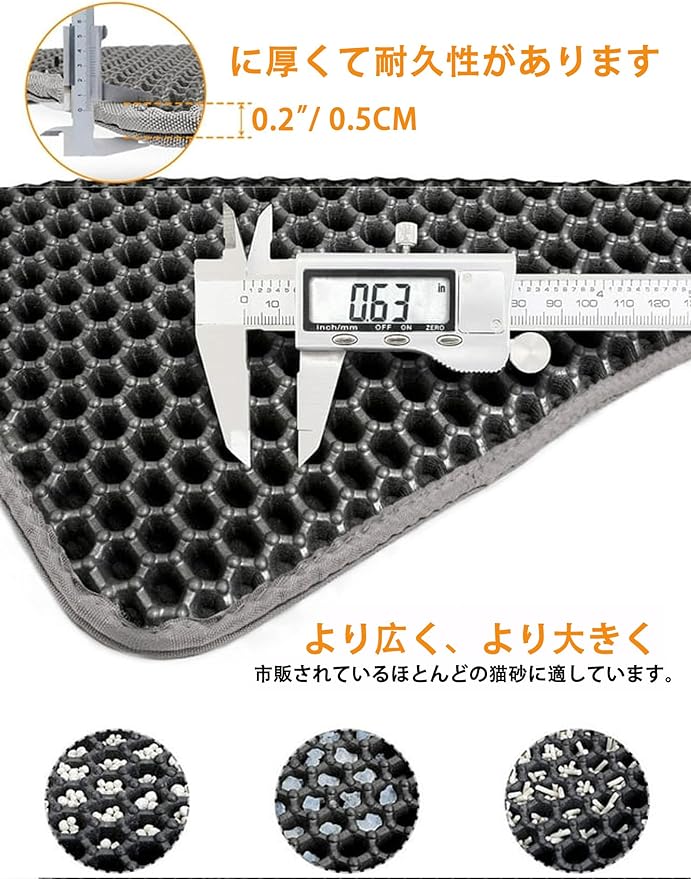 に厚くて耐久性があります
0.2"/ 0.5CM
0.63 in
inch/mm OFF ON ZERO
より広く、より大きく
市販されているほとんどの猫砂に適しています。